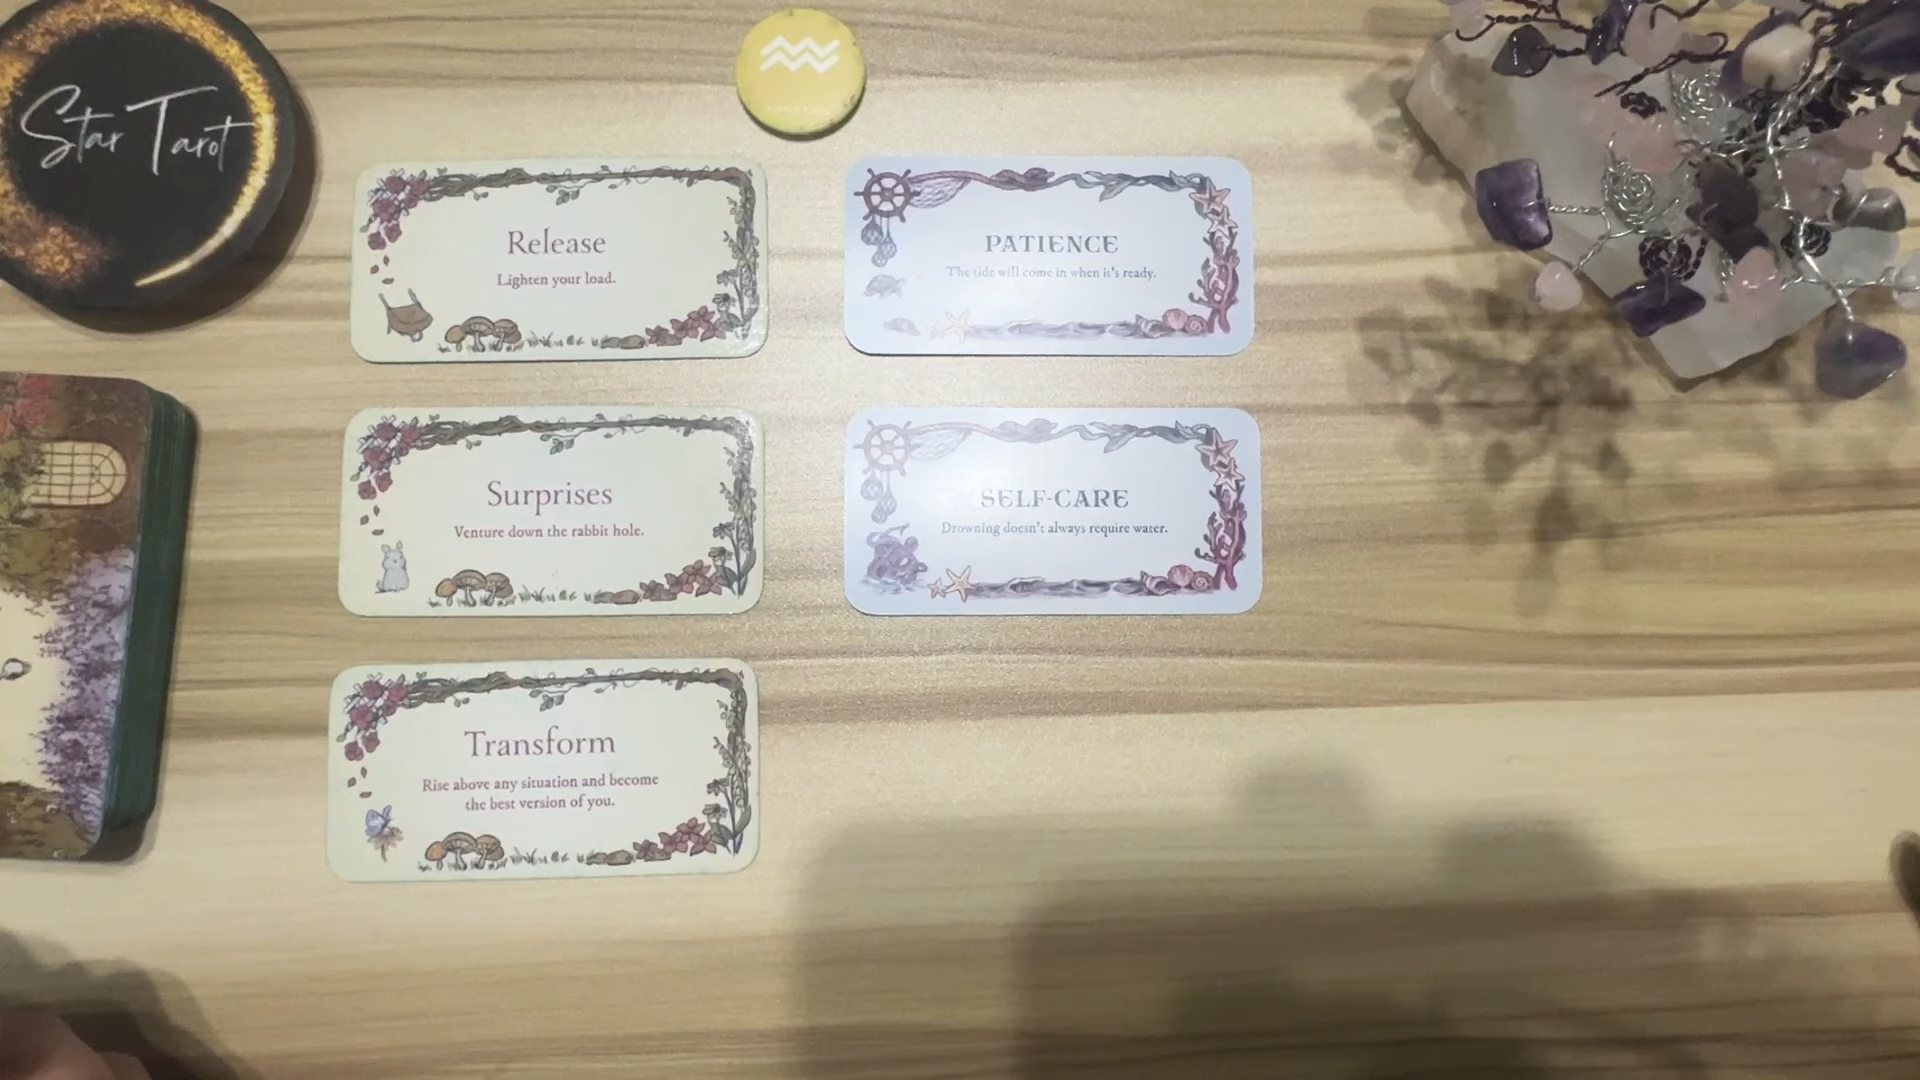 Star Tarot
Release
Lighten your load.
PATIENCE
The tide will come in when it's ready.
Surprises
Venture down the rabbit hole.
SELF-CARE
Drowning doesn't always require water.
Transform
Rise above any situation and become
the best version of you.